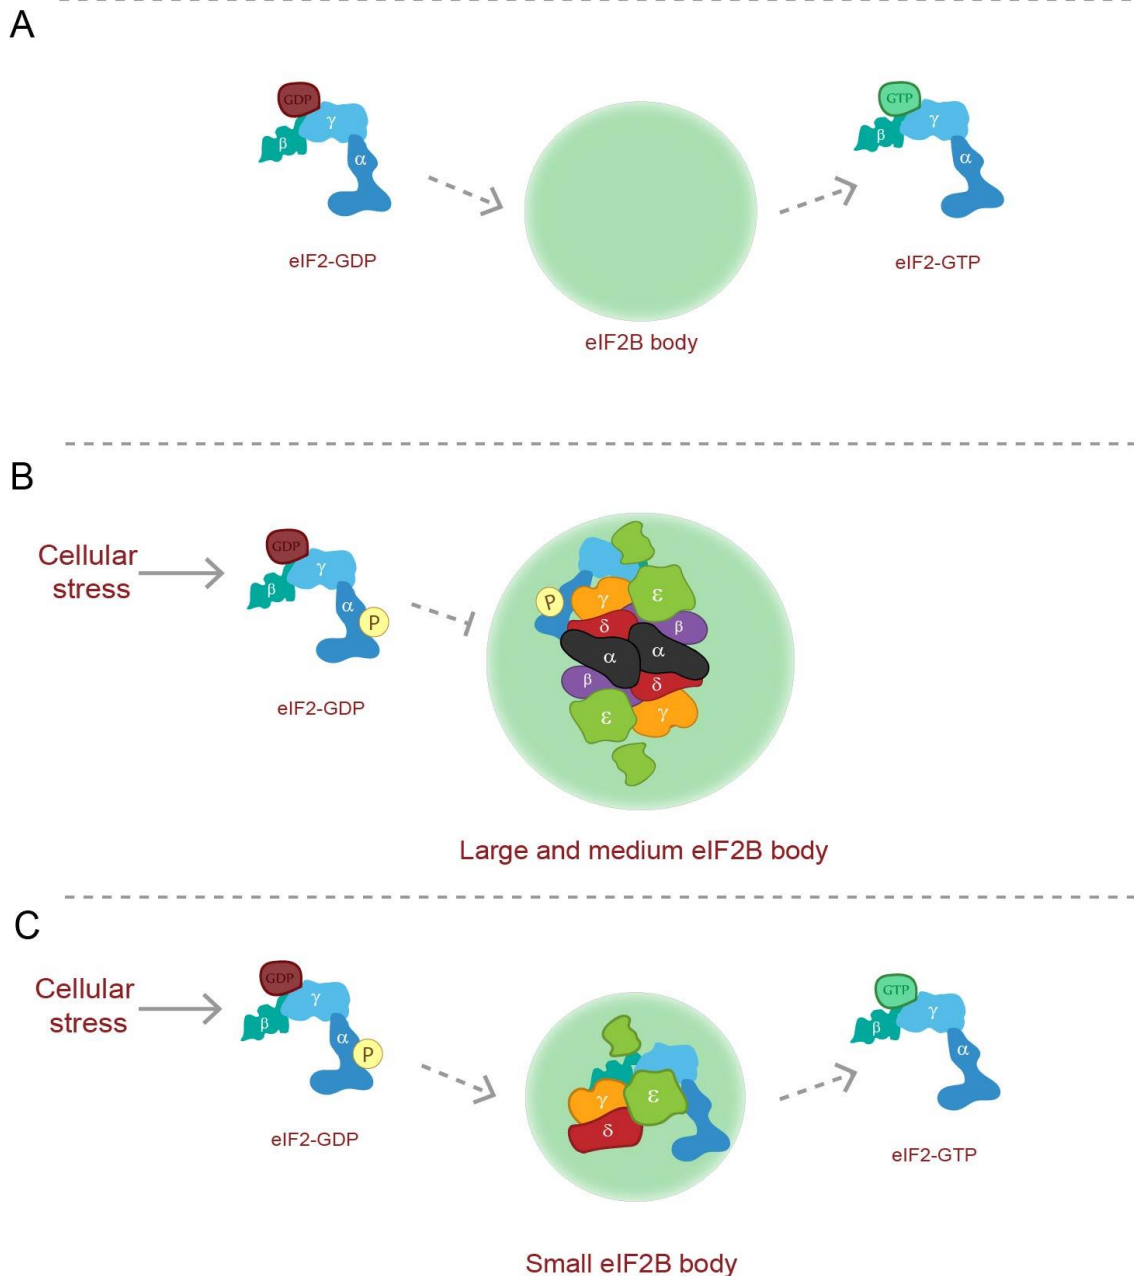 A
GDP
γ
β
α
eIF2-GDP
eIF2B body
GTP
γ
β
α
eIF2-GTP
B
Cellular
stress
GDP
γ
β
α
P
eIF2-GDP
P
γ
ε
δ
β
α
α
β
δ
ε
γ
Large and medium eIF2B body
C
Cellular
stress
GDP
γ
β
α
P
eIF2-GDP
γ
ε
δ
Small eIF2B body
GTP
γ
β
α
eIF2-GTP